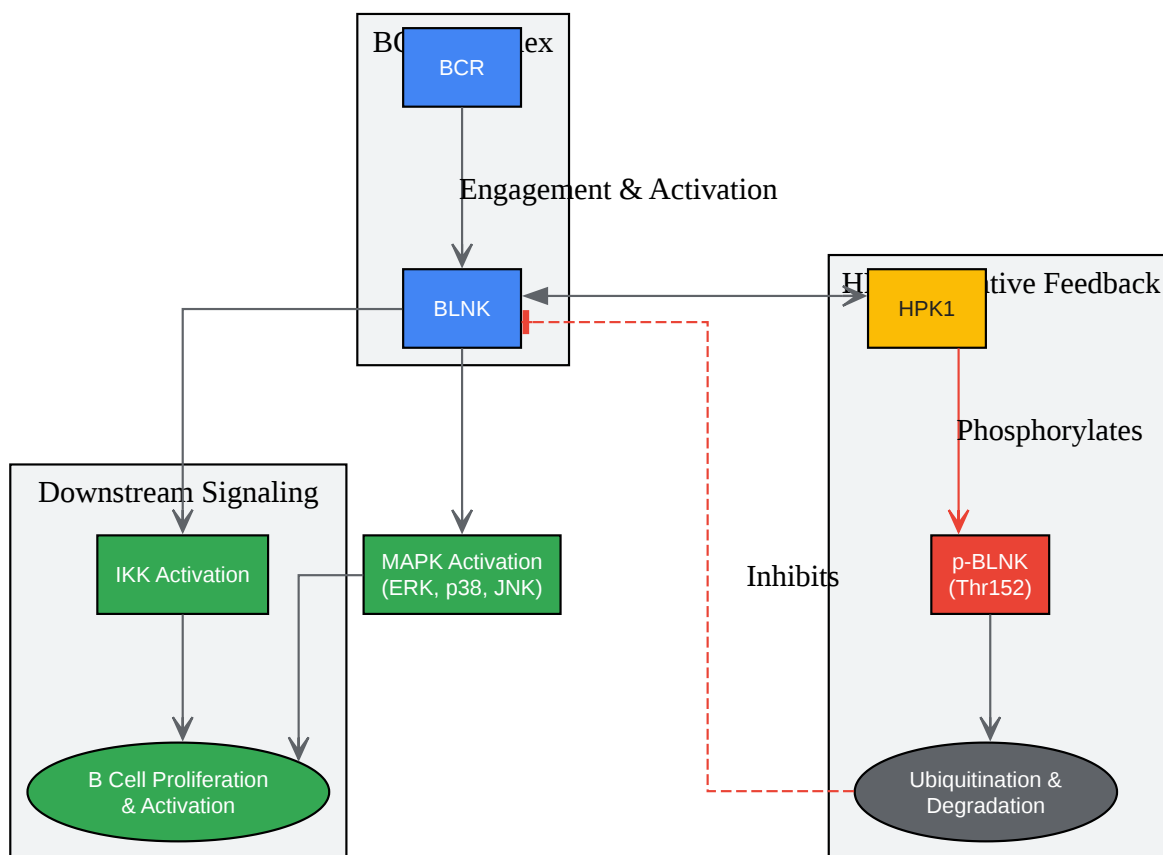 BCR
Engagement & Activation
BLNK
HPK1
Feedback
Phosphorylates
Downstream Signaling
IKK Activation
MAPK Activation
(ERK, p38, JNK)
Inhibits
p-BLNK
(Thr152)
B Cell Proliferation
& Activation
Ubiquitination &
Degradation